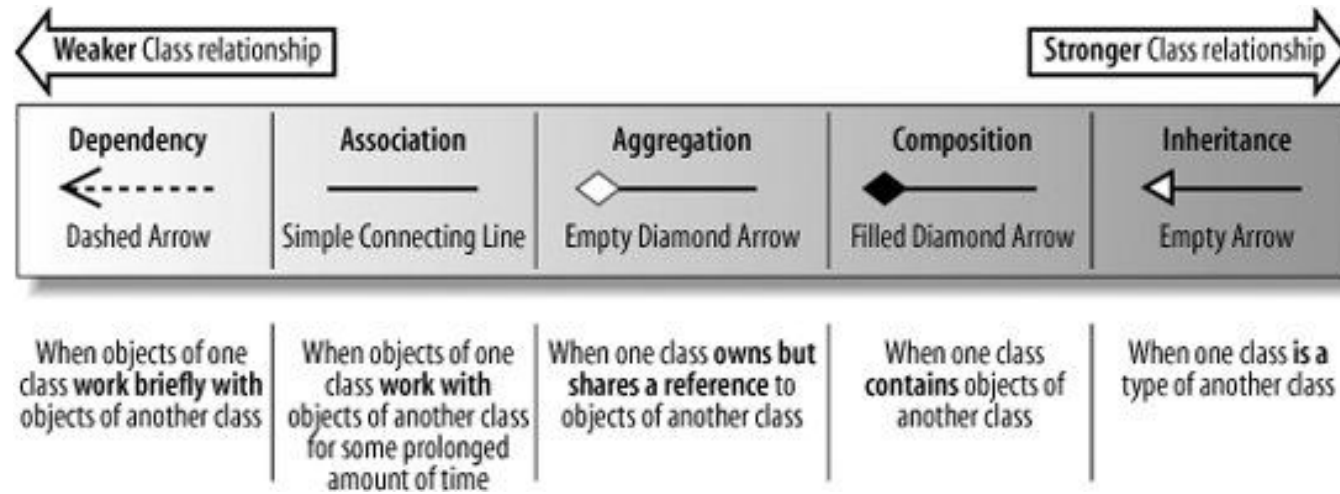 Weaker Class relationship
Stronger Class relationship
Dependency
Dashed Arrow
Association
Simple Connecting Line
Aggregation
Empty Diamond Arrow
Composition
Filled Diamond Arrow
Inheritance
Empty Arrow
When objects of one
class work briefly with
objects of another class
When objects of one
class work with
objects of another class
for some prolonged
amount of time
When one class owns but
shares a reference to
objects of another class
When one class
contains objects of
another class
When one class is a
type of another class